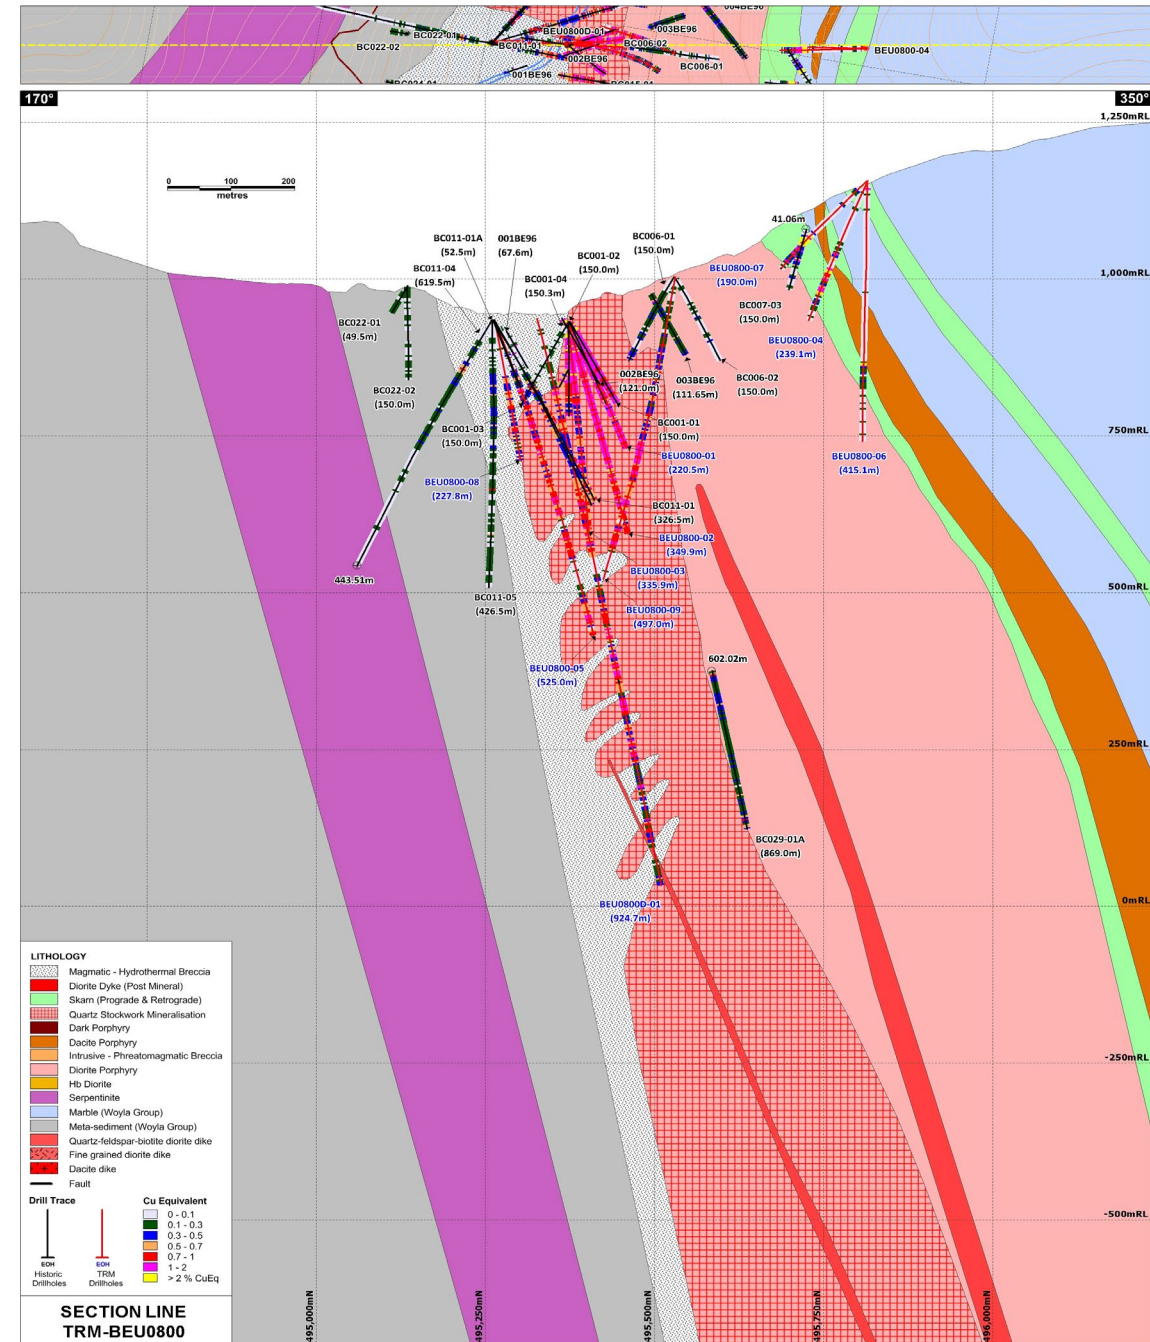 004BE96
BC022-01
BEU0800D-01
003BE96
BC022-02
BC011-01
BC006-02
BEU0800-04
002BE96
BC006-01
001BE96
170°
350°
1,250mRL
0 100 200
metres
41.06m
BC011-01A
(52.5m)
001BE96
(67.6m)
BC006-01
(150.0m)
BC001-02
(150.0m)
BC011-04
(619.5m)
BC001-04
(150.3m)
BEU0800-07
(190.0m)
1,000mRL
BC007-03
(150.0m)
BC022-01
(49.5m)
BEU0800-04
(239.1m)
BC022-02
(150.0m)
002BE96
(121.0m)
003BE96
(111.65m)
BC006-02
(150.0m)
BC001-03
(150.0m)
BC001-01
(150.0m)
750mRL
BEU0800-01
(220.5m)
BEU0800-06
(415.1m)
BEU0800-08
(227.8m)
BC011-01
(326.5m)
BEU0800-02
(349.9m)
443.51m
BEU0800-03
(335.9m)
500mRL
BC011-05
(426.5m)
BEU0800-09
(497.0m)
BEU0800-05
(525.0m)
602.02m
250mRL
BC029-01A
(869.0m)
BEU0800D-01
(924.7m)
0mRL
-250mRL
-500mRL
LITHOLOGY
Magmatic - Hydrothermal Breccia
Diorite Dyke (Post Mineral)
Skarn (Prograde & Retrograde)
Quartz Stockwork Mineralisation
Dark Porphyry
Dacite Porphyry
Intrusive - Phreatomagmatic Breccia
Diorite Porphyry
Hb Diorite
Serpentinite
Marble (Woyla Group)
Meta-sediment (Woyla Group)
Quartz-feldspar-biotite diorite dike
Fine grained diorite dike
Dacite dike
Fault
Drill Trace
EOH
Historic
Drillholes
EOH
TRM
Drillholes
Cu Equivalent
0 - 0.1
0.1 - 0.3
0.3 - 0.5
0.5 - 0.7
0.7 - 1
1 - 2
> 2 % CuEq
SECTION LINE
TRM-BEU0800
495,000mN
495,250mN
495,500mN
495,750mN
496,000mN